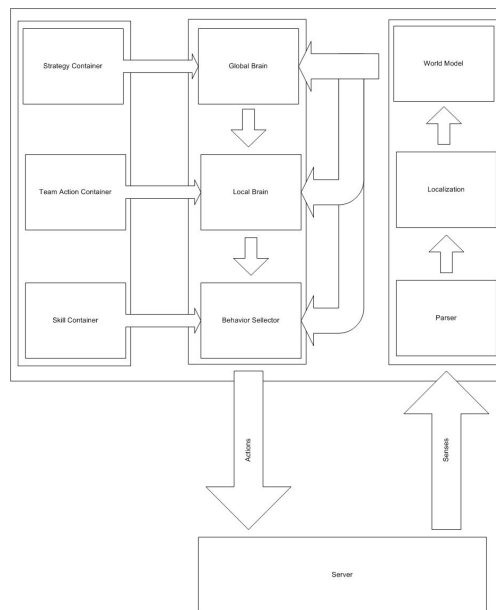 Strategy Container
Global Brain
World Model
Team Action Container
Local Brain
Localization
Skill Container
Behavior Sellector
Parser
Actions
Senses
Server